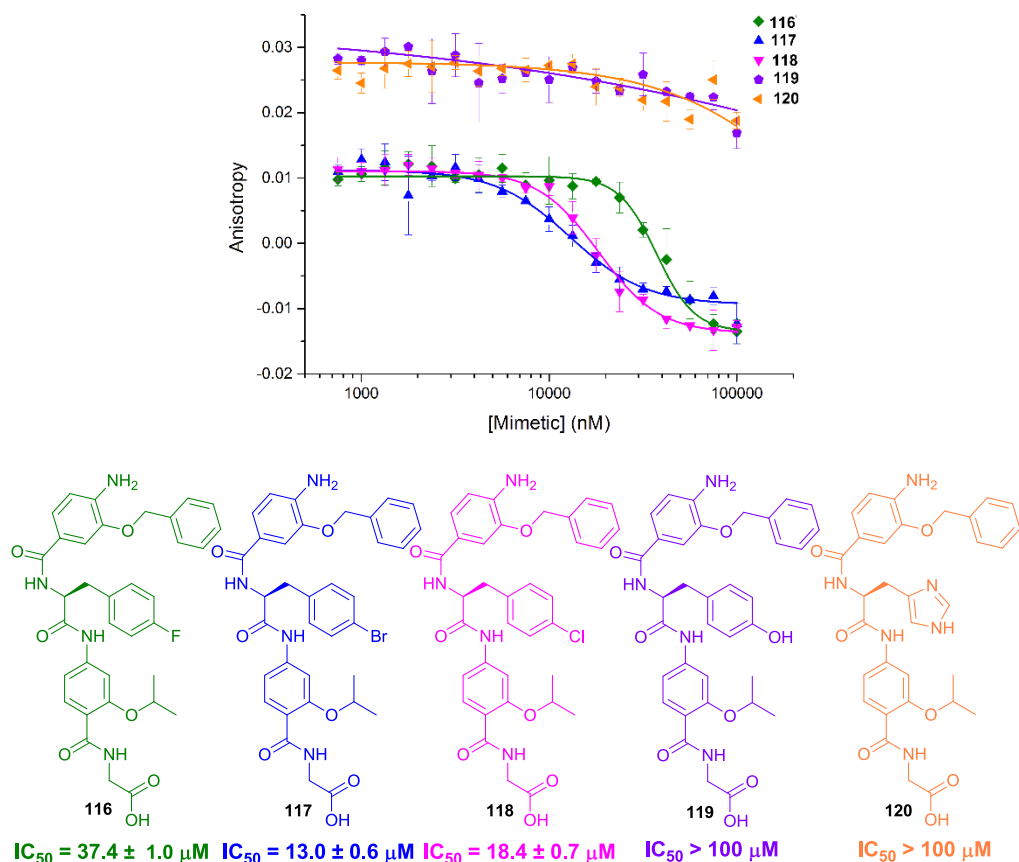 116
117
118
119
120
0.03
0.02
0.01
0.00
-0.01
-0.02
Anisotropy
1000
10000
100000
[Mimetic] (nM)
NH2
O
O
HN
O
NH
F
O
O
NH
O
OH
116
NH2
O
O
HN
O
NH
Br
O
O
NH
O
OH
117
NH2
O
O
HN
O
NH
Cl
O
O
NH
O
OH
118
NH2
O
O
HN
O
NH
OH
O
O
NH
O
OH
119
NH2
O
O
HN
N
NH
O
NH
O
O
NH
O
OH
120
IC50 = 37.4 ± 1.0 μM
IC50 = 13.0 ± 0.6 μM
IC50 = 18.4 ± 0.7 μM
IC50 > 100 μM
IC50 > 100 μM